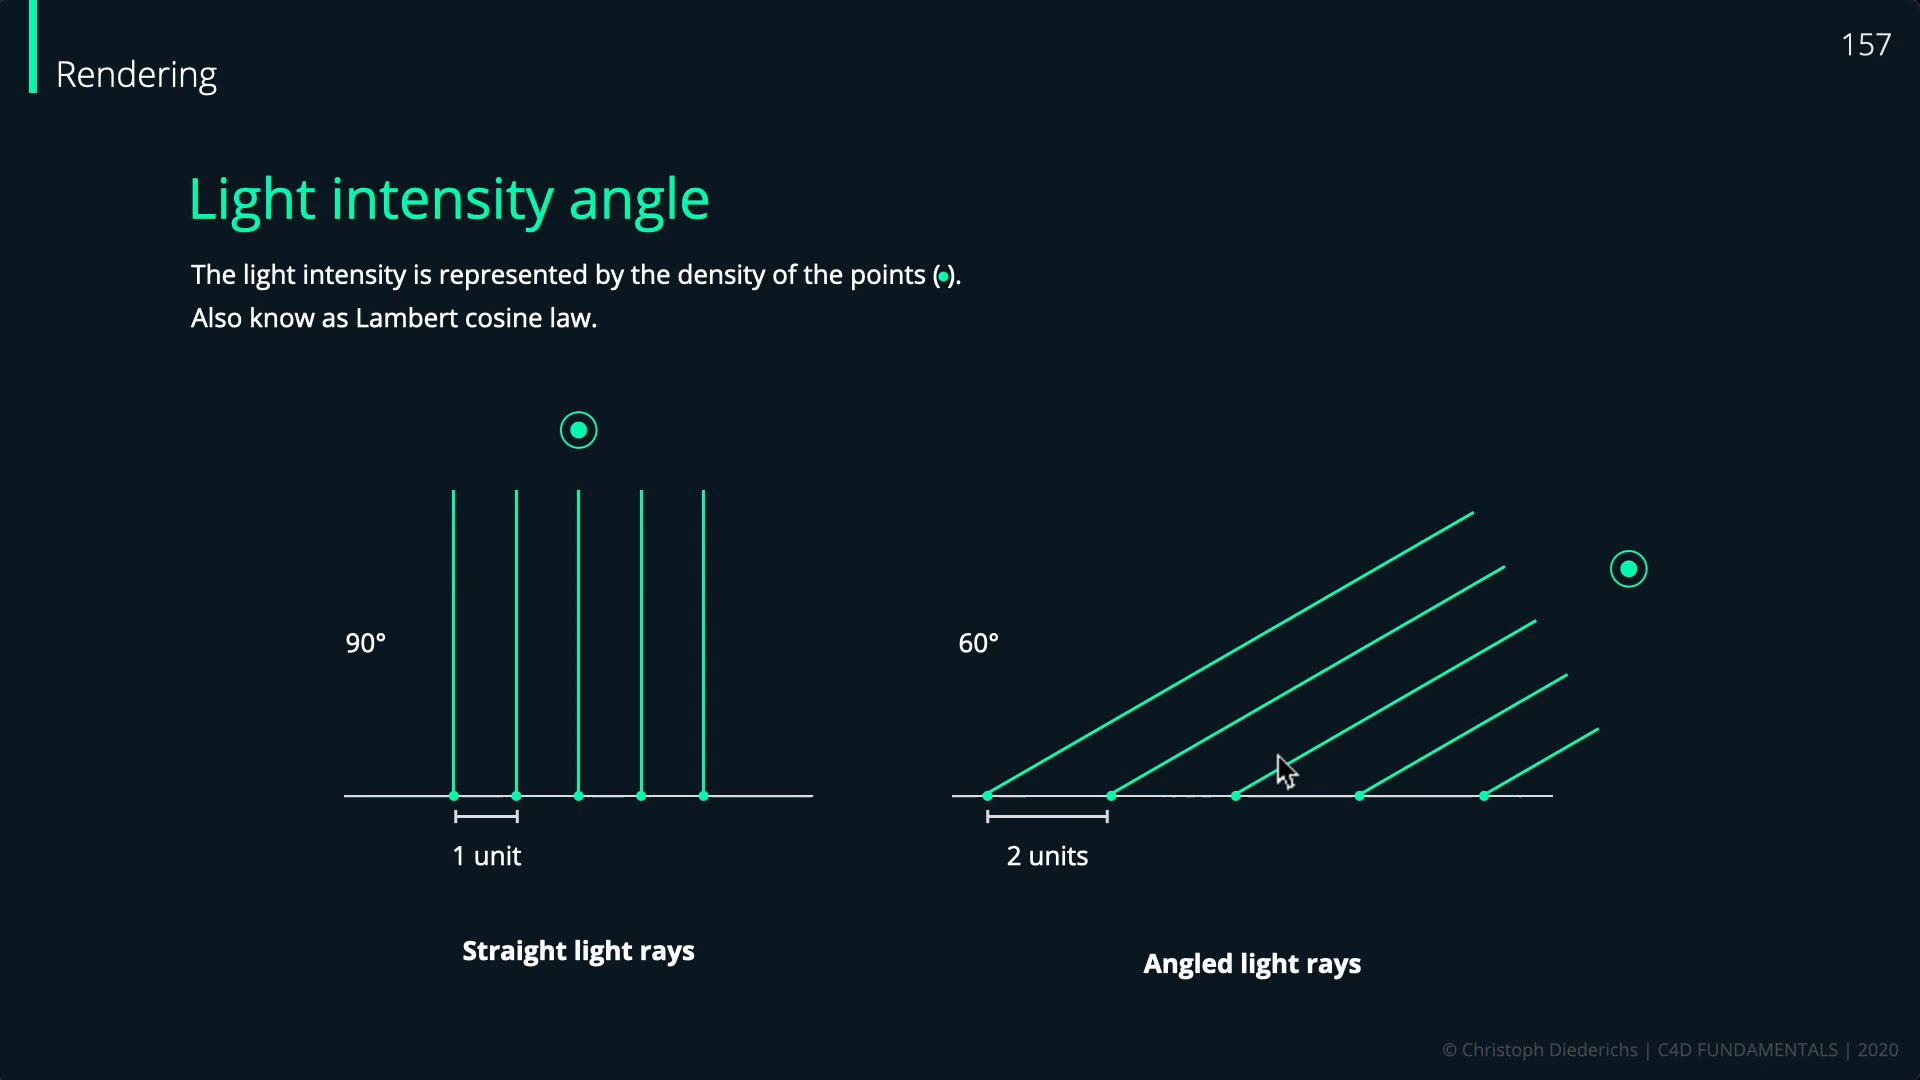 Rendering
157
Light intensity angle
The light intensity is represented by the density of the points (•).
Also know as Lambert cosine law.
90°
60°
1 unit
2 units
Straight light rays
Angled light rays
© Christoph Diederichs | C4D FUNDAMENTALS | 2020